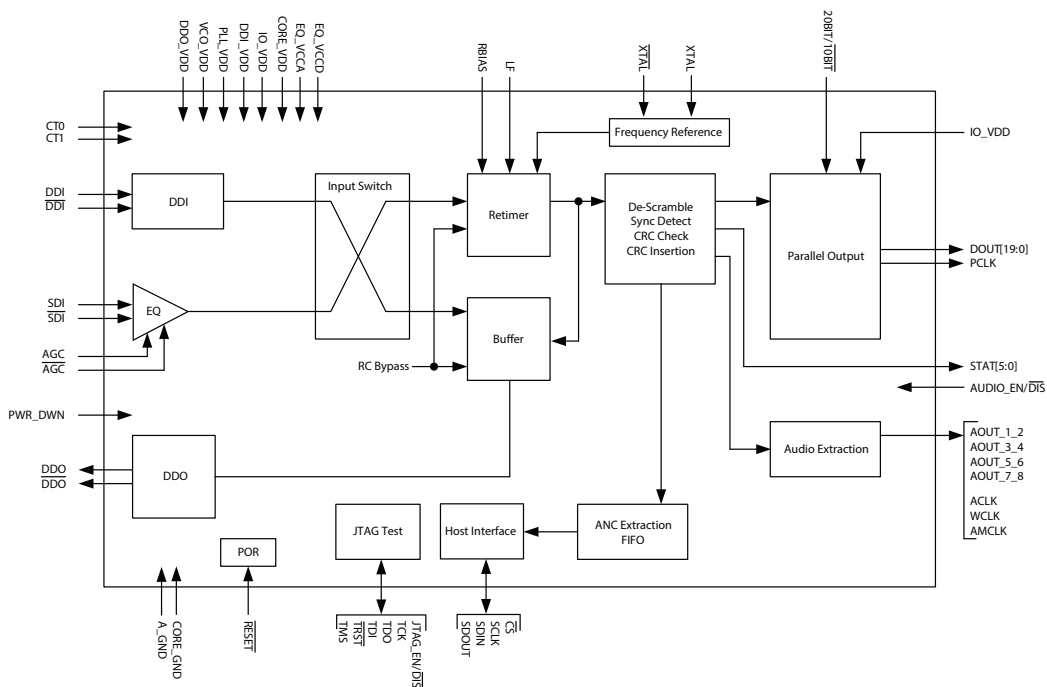 DDO_VDD
VCO_VDD
PLL_VDD
DDI_VDD
IO_VDD
CORE_VDD
EQ_VCCA
EQ_VCCD
RBIAS
LF
XTAL
XTAL
20BIT/10BIT
CT0
CT1
Frequency Reference
IO_VDD
DDI
DDI
DDI
Input Switch
Retimer
De-Scramble
Sync Detect
CRC Check
CRC Insertion
Parallel Output
DOUT[19:0]
PCLK
SDI
SDI
EQ
Buffer
AGC
AGC
RC Bypass
STAT[5:0]
AUDIO_EN/DIS
PWR_DWN
DDO
DDO
DDO
Audio Extraction
AOUT_1_2
AOUT_3_4
AOUT_5_6
AOUT_7_8
ACLK
WCLK
AMCLK
JTAG Test
Host Interface
ANC Extraction
FIFO
POR
A_GND
CORE_GND
RESET
TMS
TRST
TDI
TDO
TCK
JTAG_EN/DIS
SDOUT
SDIN
SCLK
CS